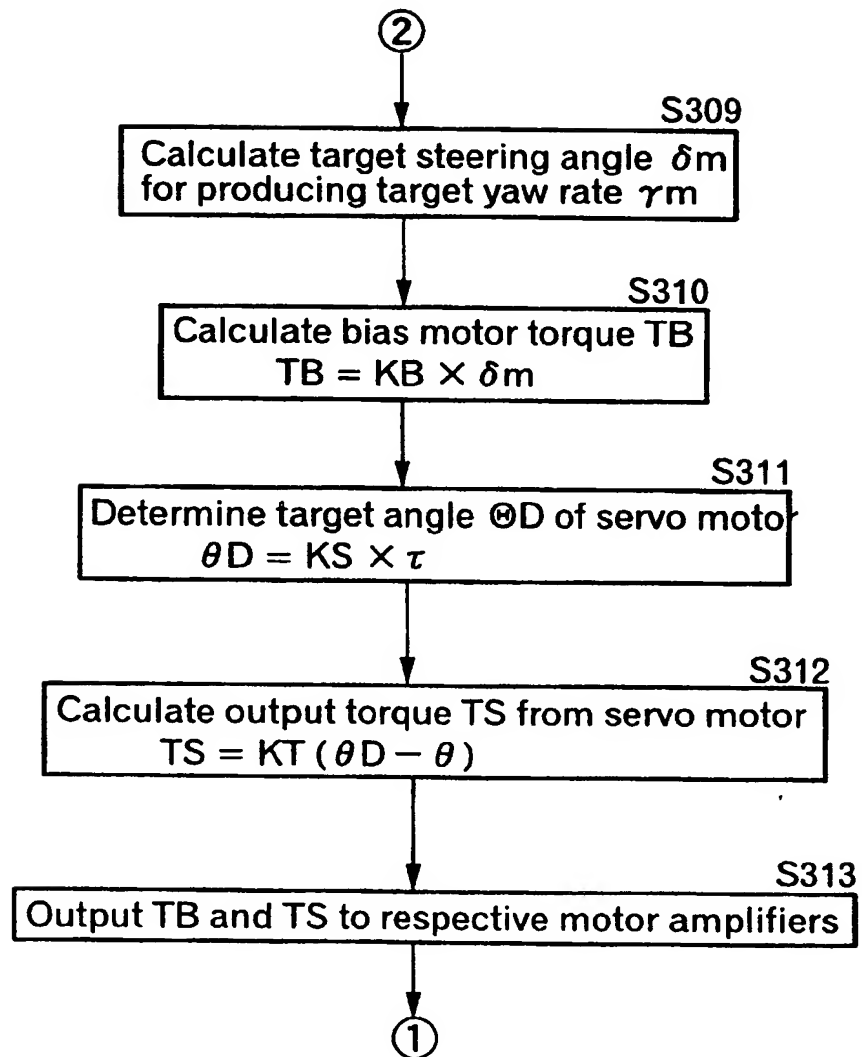 ②
S309
Calculate target steering angle δm
for producing target yaw rate γm
S310
Calculate bias motor torque TB
TB = KB × δm
S311
Determine target angle ΘD of servo motor
θD = KS × τ
S312
Calculate output torque TS from servo motor
TS = KT (θD − θ)
S313
Output TB and TS to respective motor amplifiers
①